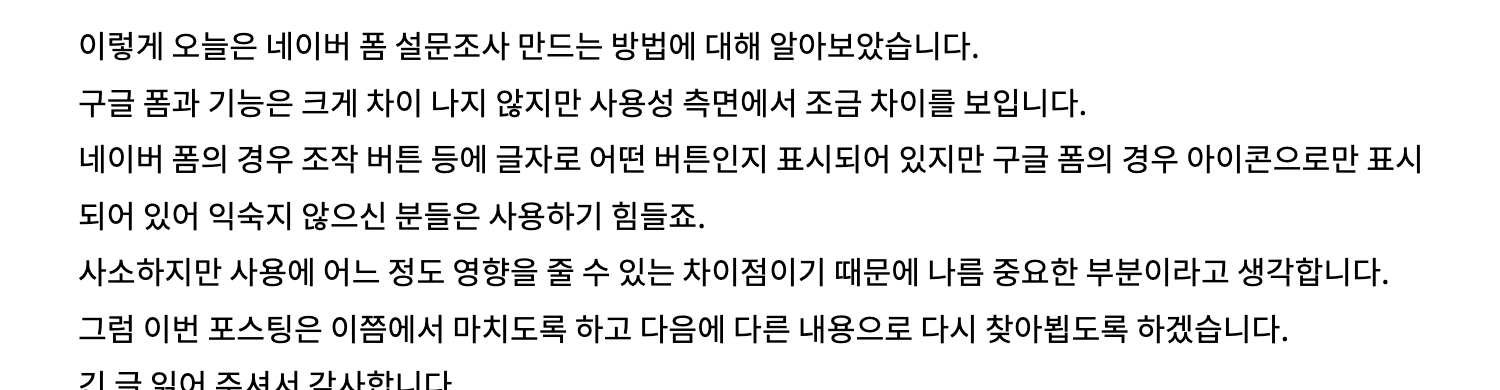 이렇게 오늘은 네이버 폼 설문조사 만드는 방법에 대해 알아보았습니다.
구글 폼과 기능은 크게 차이 나지 않지만 사용성 측면에서 조금 차이를 보입니다.
네이버 폼의 경우 조작 버튼 등에 글자로 어떤 버튼인지 표시되어 있지만 구글 폼의 경우 아이콘으로만 표시
되어 있어 익숙지 않으신 분들은 사용하기 힘들죠.
사소하지만 사용에 어느 정도 영향을 줄 수 있는 차이점이기 때문에 나름 중요한 부분이라고 생각합니다.
그럼 이번 포스팅은 이쯤에서 마치도록 하고 다음에 다른 내용으로 다시 찾아뵙도록 하겠습니다.
긴 글 읽어 주셔서 감사합니다